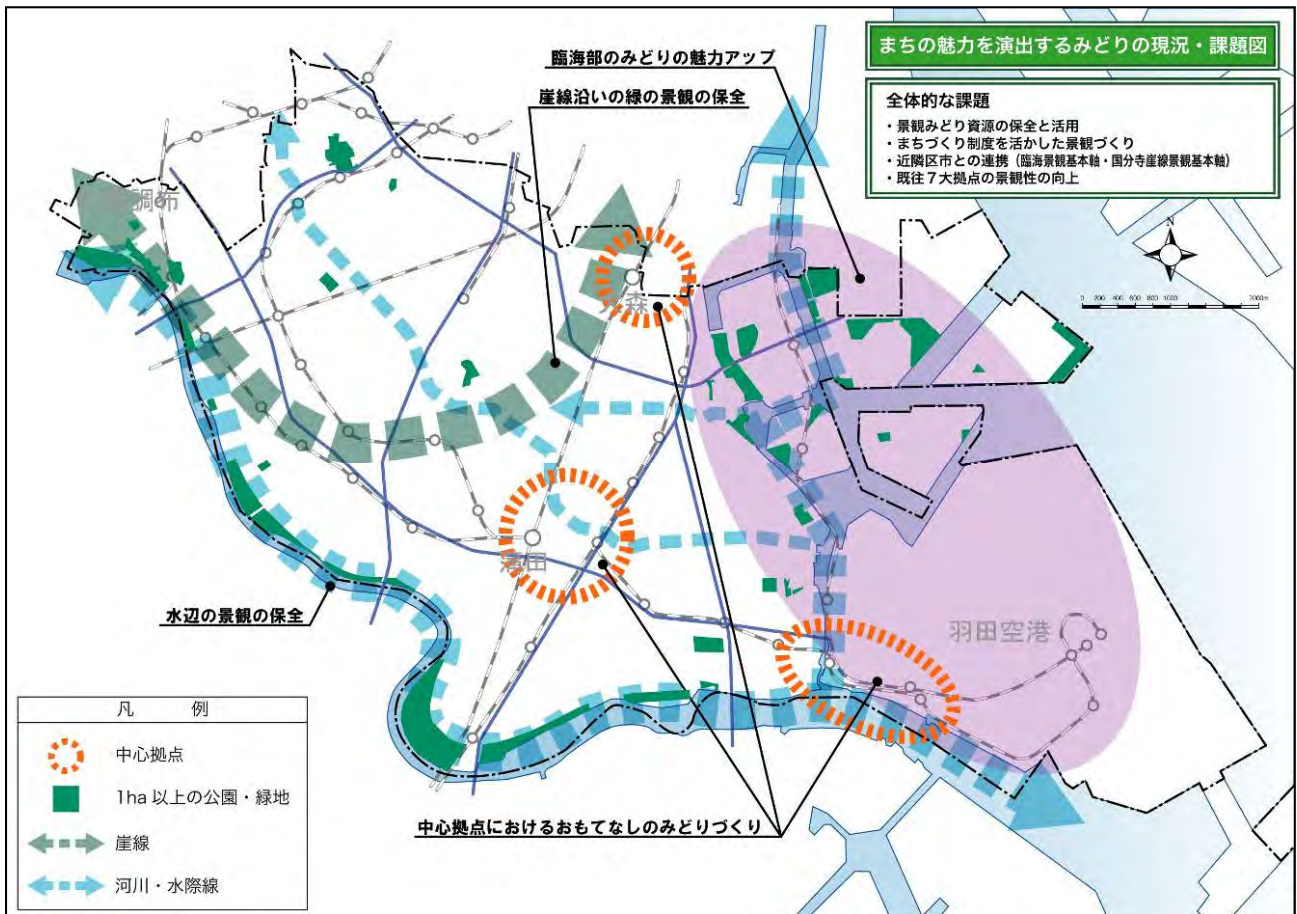 まちの魅力を演出するみどりの現況・課題図
全体的な課題
・景観みどり資源の保全と活用
・まちづくり制度を活かした景観づくり
・近隣区市との連携（臨海景観基本軸・国分寺崖線景観基本軸）
・既往７大拠点の景観性の向上
臨海部のみどりの魅力アップ
崖線沿いの緑の景観の保全
調布
大森
N
0 200 400 600 800 1000 2000m
蒲田
水辺の景観の保全
羽田空港
中心拠点におけるおもてなしのみどりづくり
凡 例
中心拠点
1ha 以上の公園・緑地
崖線
河川・水際線